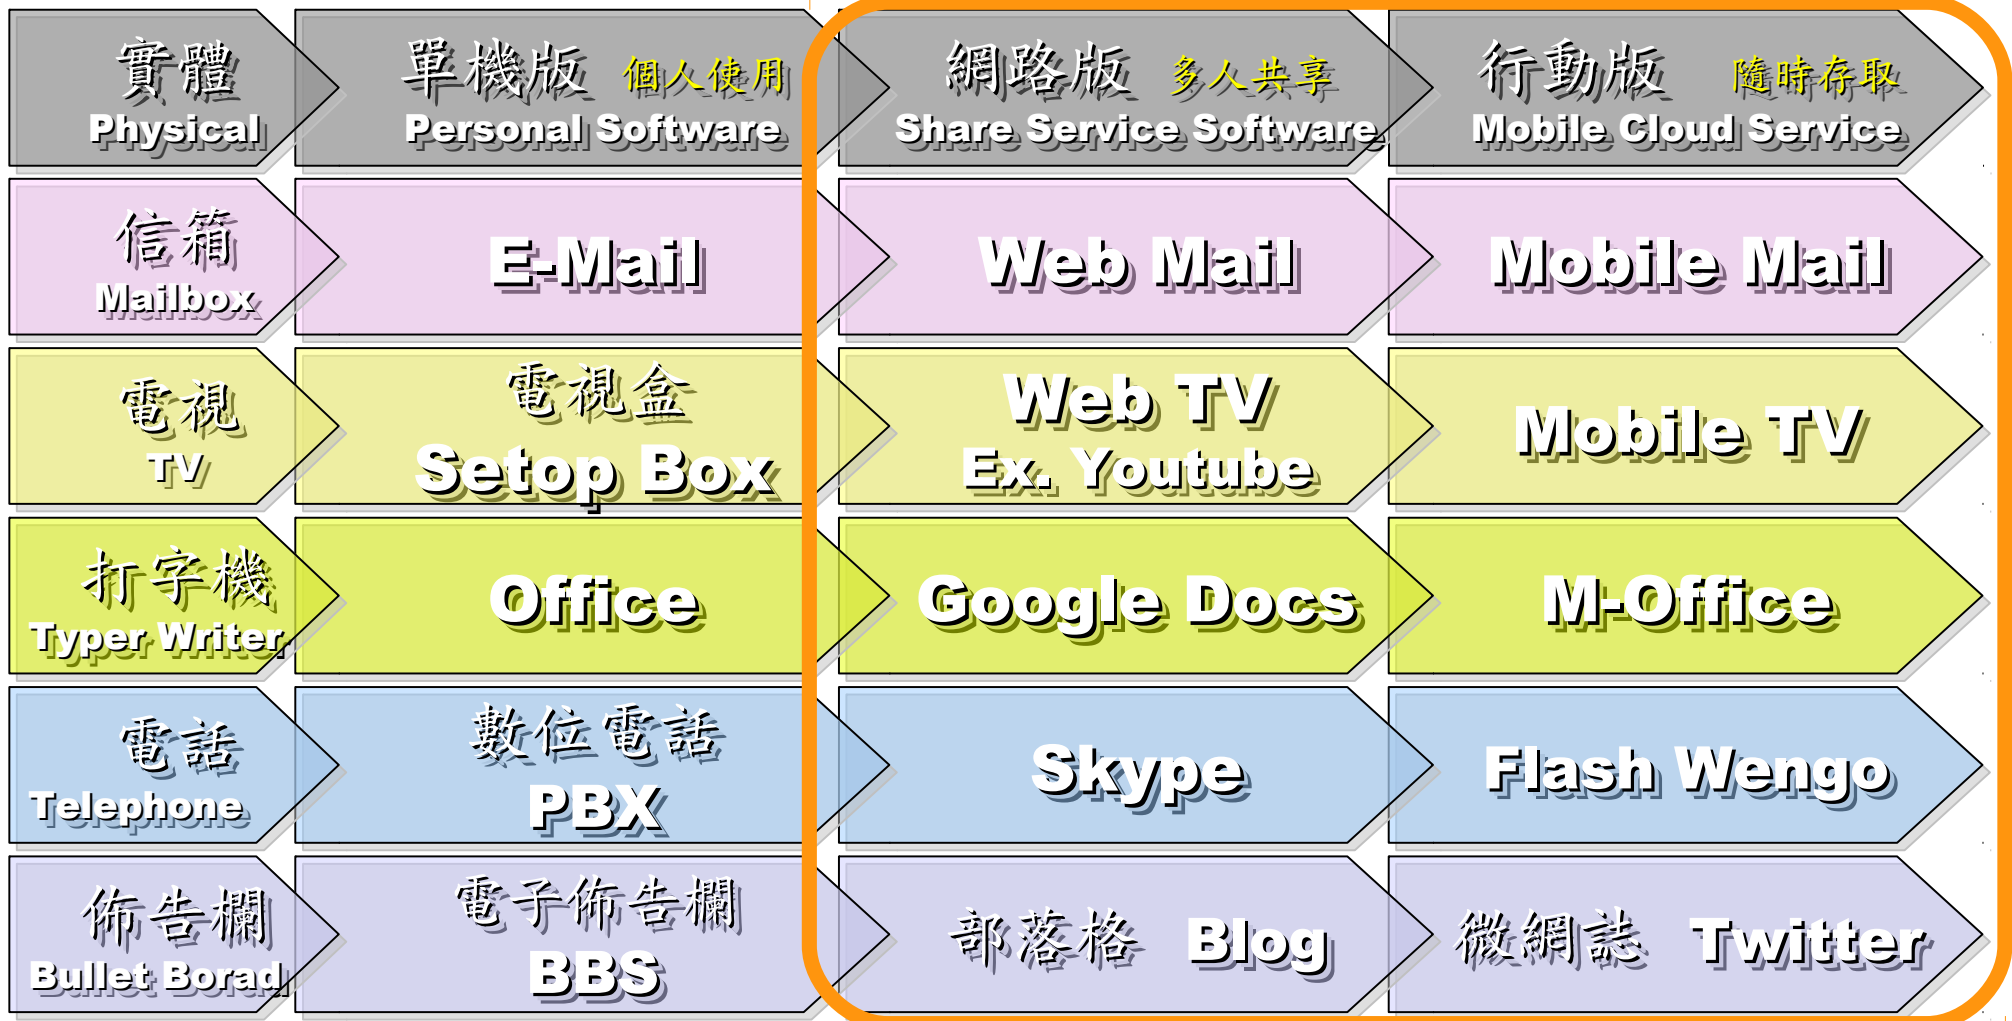 實體
Physical
單機版 個人使用
Personal Software
網路版 多人共享
Share Service Software
行動版 隨時存取
Mobile Cloud Service
信箱
Mailbox
E-Mail
Web Mail
Mobile Mail
電視
TV
電視盒
Setop Box
Web TV
Ex. Youtube
Mobile TV
打字機
Typer Writer
Office
Google Docs
M-Office
電話
Telephone
數位電話
PBX
Skype
Flash Wengo
佈告欄
Bullet Borad
電子佈告欄
BBS
部落格 Blog
微網誌 Twitter